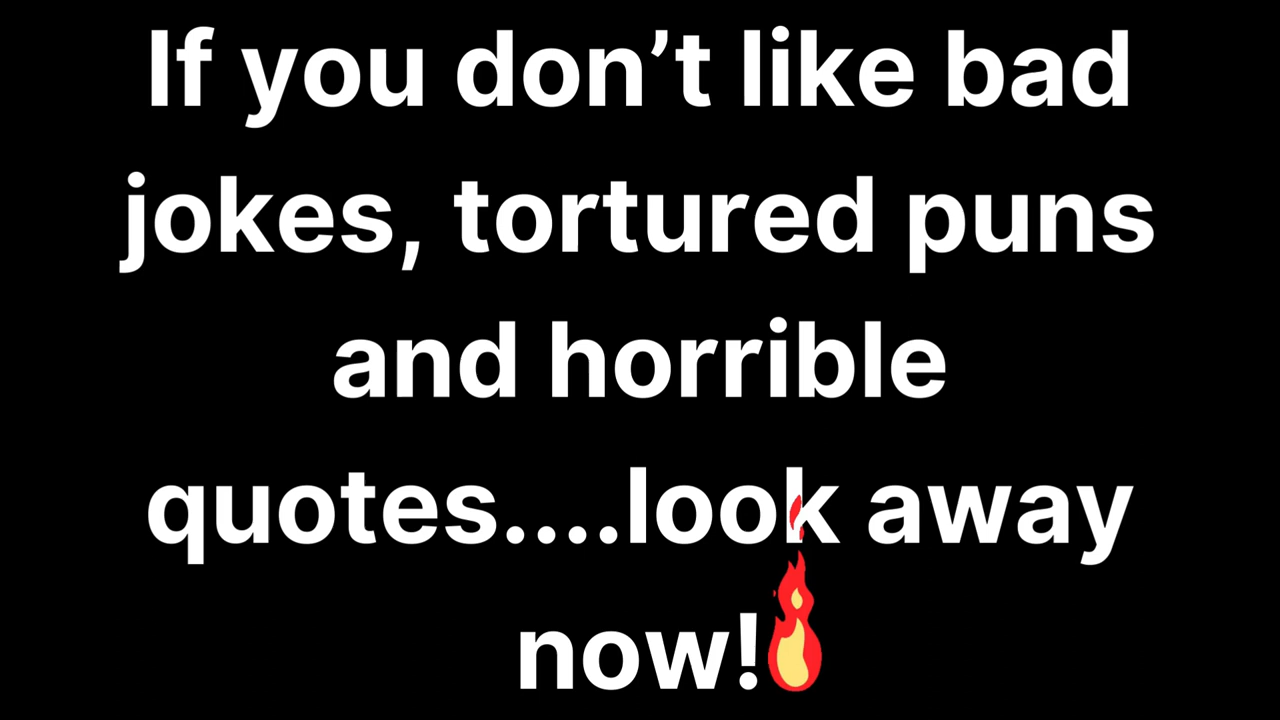 If you don’t like bad
jokes, tortured puns
and horrible
quotes....look away
now!